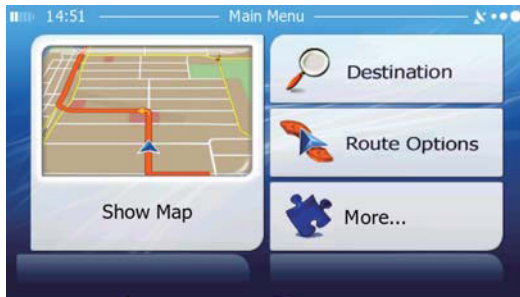 14:51 Main Menu
Destination
Route Options
Show Map
More...